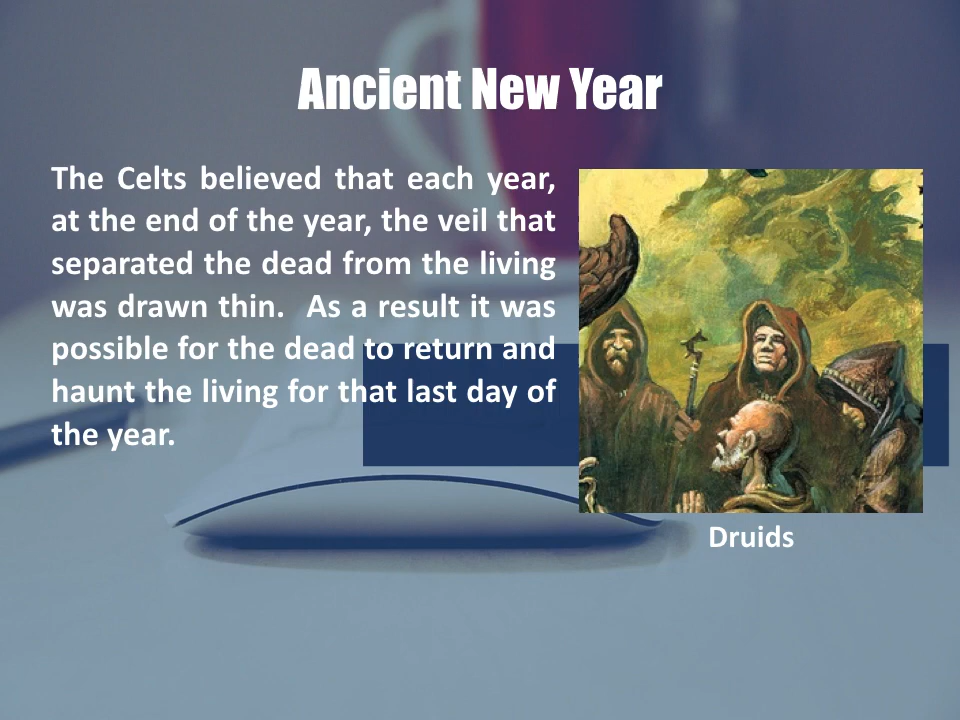 Ancient New Year
The Celts believed that each year,
at the end of the year, the veil that
separated the dead from the living
was drawn thin.  As a result it was
possible for the dead to return and
haunt the living for that last day of
the year.
Druids